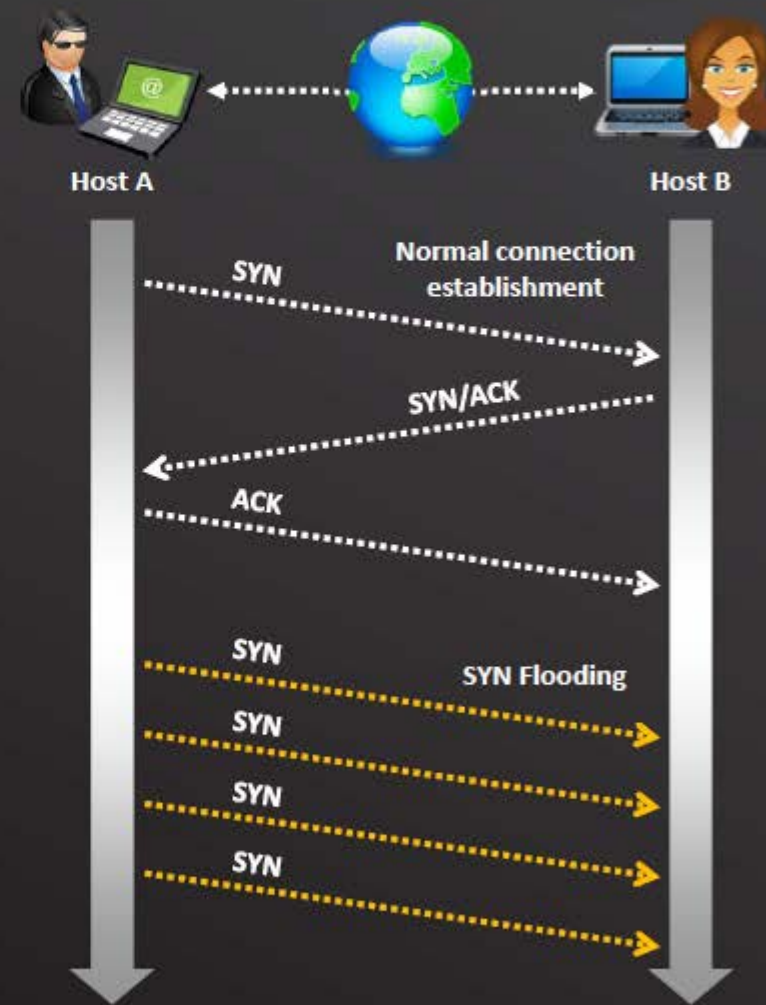 @
Host A
Host B
Normal connection
establishment
SYN
SYN/ACK
ACK
SYN
SYN Flooding
SYN
SYN
SYN